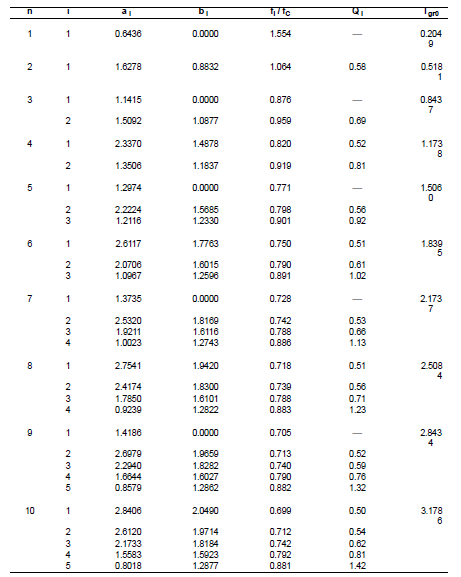 n i a i b i f i / f C Q i T gr0
1 1 0.6436 0.0000 1.554 — 0.204
9
2 1 1.6278 0.8832 1.064 0.58 0.518
1
3 1 1.1415 0.0000 0.876 — 0.843
7
2 1.5092 1.0877 0.959 0.69
4 1 2.3370 1.4878 0.820 0.52 1.173
8
2 1.3506 1.1837 0.919 0.81
5 1 1.2974 0.0000 0.771 — 1.506
0
2 2.2224 1.5685 0.798 0.56
3 1.2116 1.2330 0.901 0.92
6 1 2.6117 1.7763 0.750 0.51 1.839
5
2 2.0706 1.6015 0.790 0.61
3 1.0967 1.2596 0.891 1.02
7 1 1.3735 0.0000 0.728 — 2.173
7
2 2.5320 1.8169 0.742 0.53
3 1.9211 1.6116 0.788 0.66
4 1.0023 1.2743 0.886 1.13
8 1 2.7541 1.9420 0.718 0.51 2.508
4
2 2.4174 1.8300 0.739 0.56
3 1.7850 1.6101 0.788 0.71
4 0.9239 1.2822 0.883 1.23
9 1 1.4186 0.0000 0.705 — 2.843
4
2 2.6979 1.9659 0.713 0.52
3 2.2940 1.8282 0.740 0.59
4 1.6644 1.6027 0.790 0.76
5 0.8579 1.2862 0.882 1.32
10 1 2.8406 2.0490 0.699 0.50 3.178
6
2 2.6120 1.9714 0.712 0.54
3 2.1733 1.8184 0.742 0.62
4 1.5583 1.5923 0.792 0.81
5 0.8018 1.2877 0.881 1.42